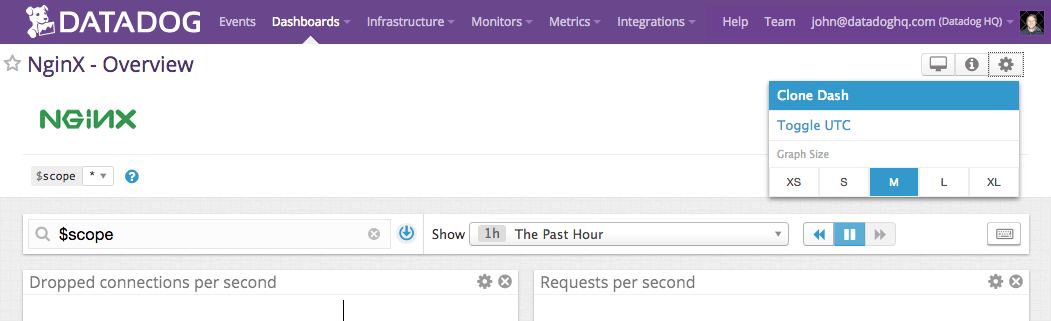 DATADOG Events Dashboards Infrastructure Monitors Metrics Integrations Help Team john@datadoghq.com (Datadog HQ)
NginX - Overview
Clone Dash
NGINX
Toggle UTC
Graph Size
$scope * ?
XS S M L XL
$scope Show 1h The Past Hour
Dropped connections per second Requests per second